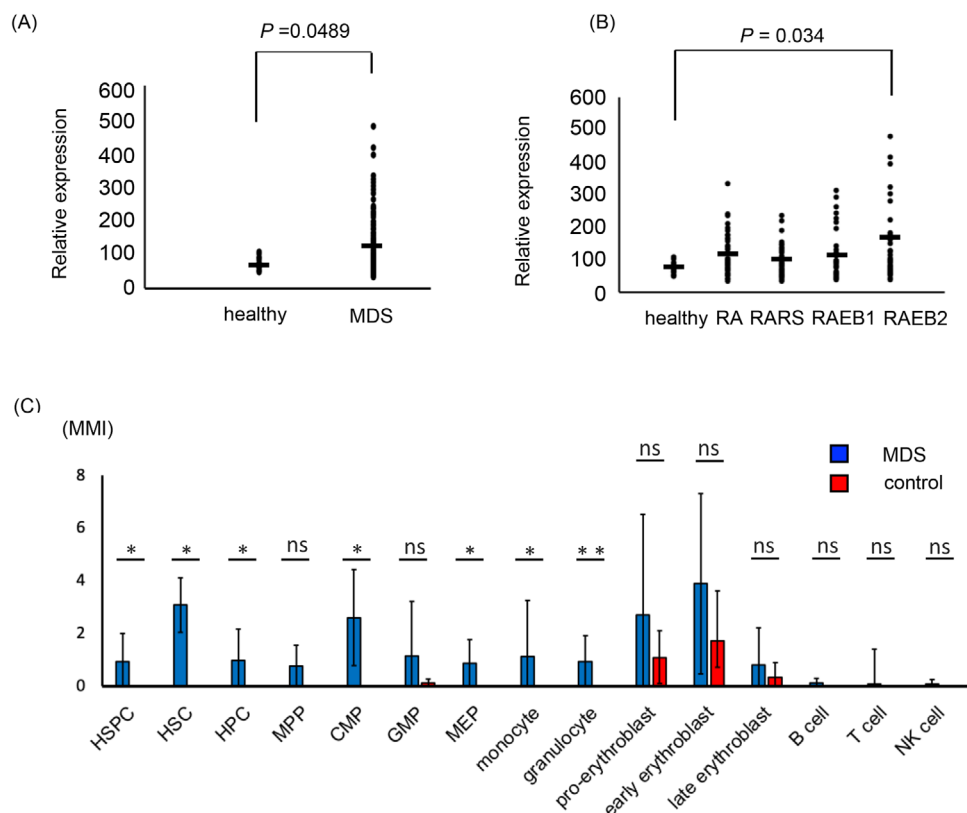 (A)
P =0.0489
Relative expression
600
500
400
300
200
100
0
healthy MDS
(B)
P = 0.034
Relative expression
600
500
400
300
200
100
0
healthy RA RARS RAEB1 RAEB2
(C)
(MMI)
MDS
control
8
6
4
2
0
* * * ns * ns * * ** ns ns ns ns ns ns
HSPC
HSC
HPC
MPP
CMP
GMP
MEP
monocyte
granulocyte
pro-erythroblast
early erythroblast
late erythroblast
B cell
T cell
NK cell